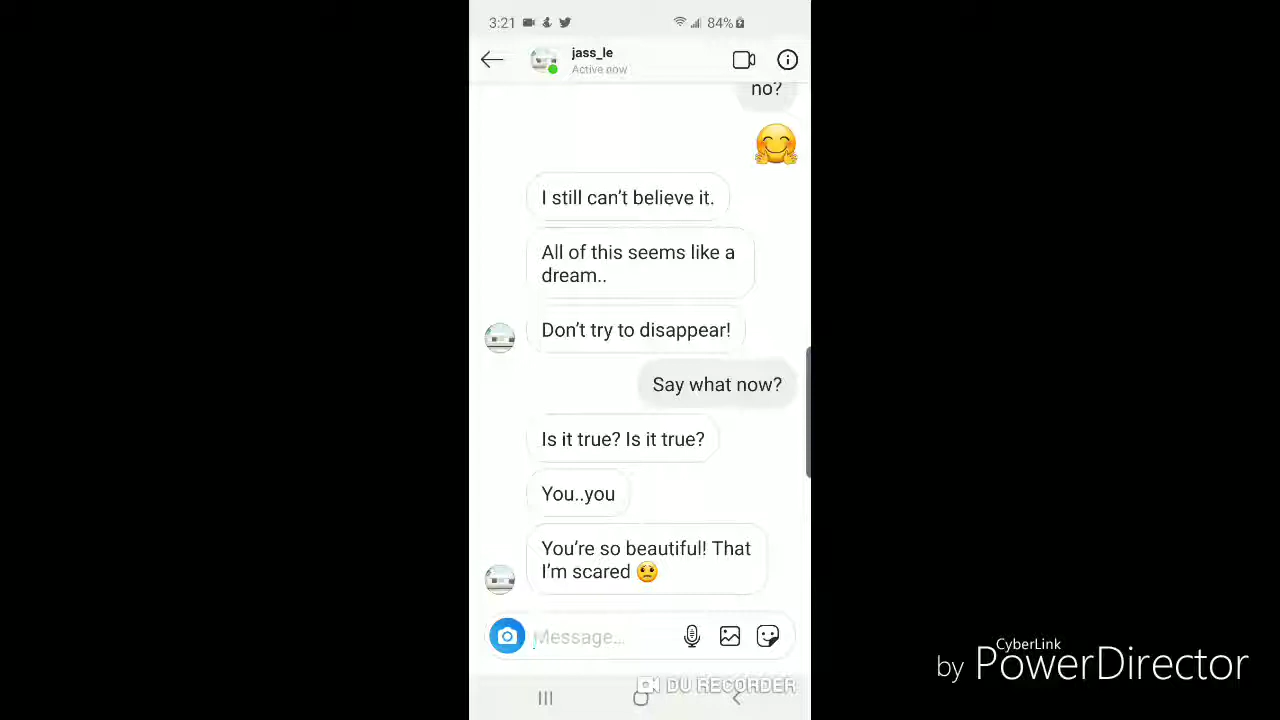 3:21
84%
jass_le
Active now
no?
I still can’t believe it.
All of this seems like a
dream..
Don’t try to disappear!
Say what now?
Is it true? Is it true?
You..you
You’re so beautiful! That
I’m scared 😟
Message...
DU RECORDER
CyberLink
by PowerDirector